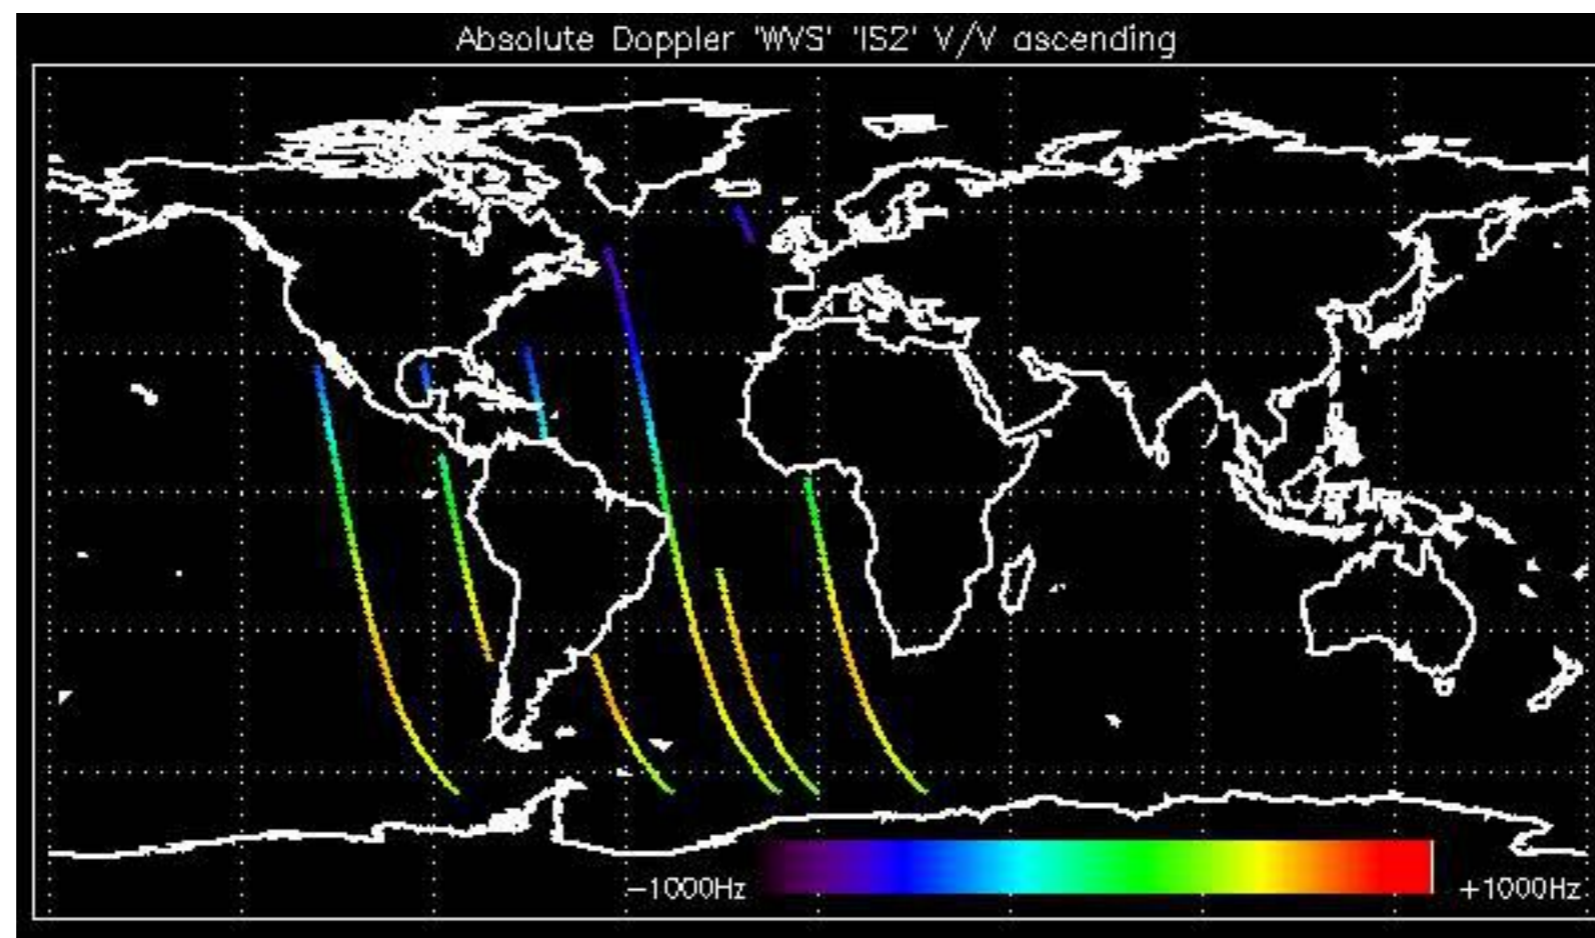 Absolute Doppler 'WVS' 'IS2' V/V ascending
−1000Hz +1000Hz